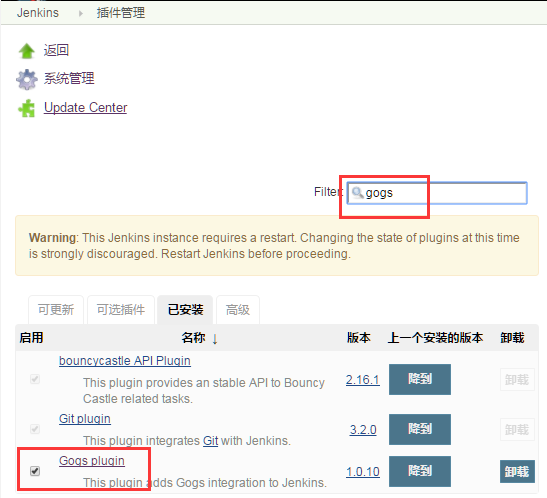 Jenkins 插件管理
返回
系统管理
Update Center
Filter: gogs
Warning: This Jenkins instance requires a restart. Changing the state of plugins at this time
is strongly discouraged. Restart Jenkins before proceeding.
可更新 可选插件 已安装 高级
启用 名称 ↓ 版本 上一个安装的版本 卸载
bouncycastle API Plugin
This plugin provides an stable API to Bouncy
Castle related tasks.
2.16.1 降到 卸载
Git plugin
This plugin integrates Git with Jenkins.
3.2.0 降到 卸载
Gogs plugin
This plugin adds Gogs integration to Jenkins.
1.0.10 降到 卸载